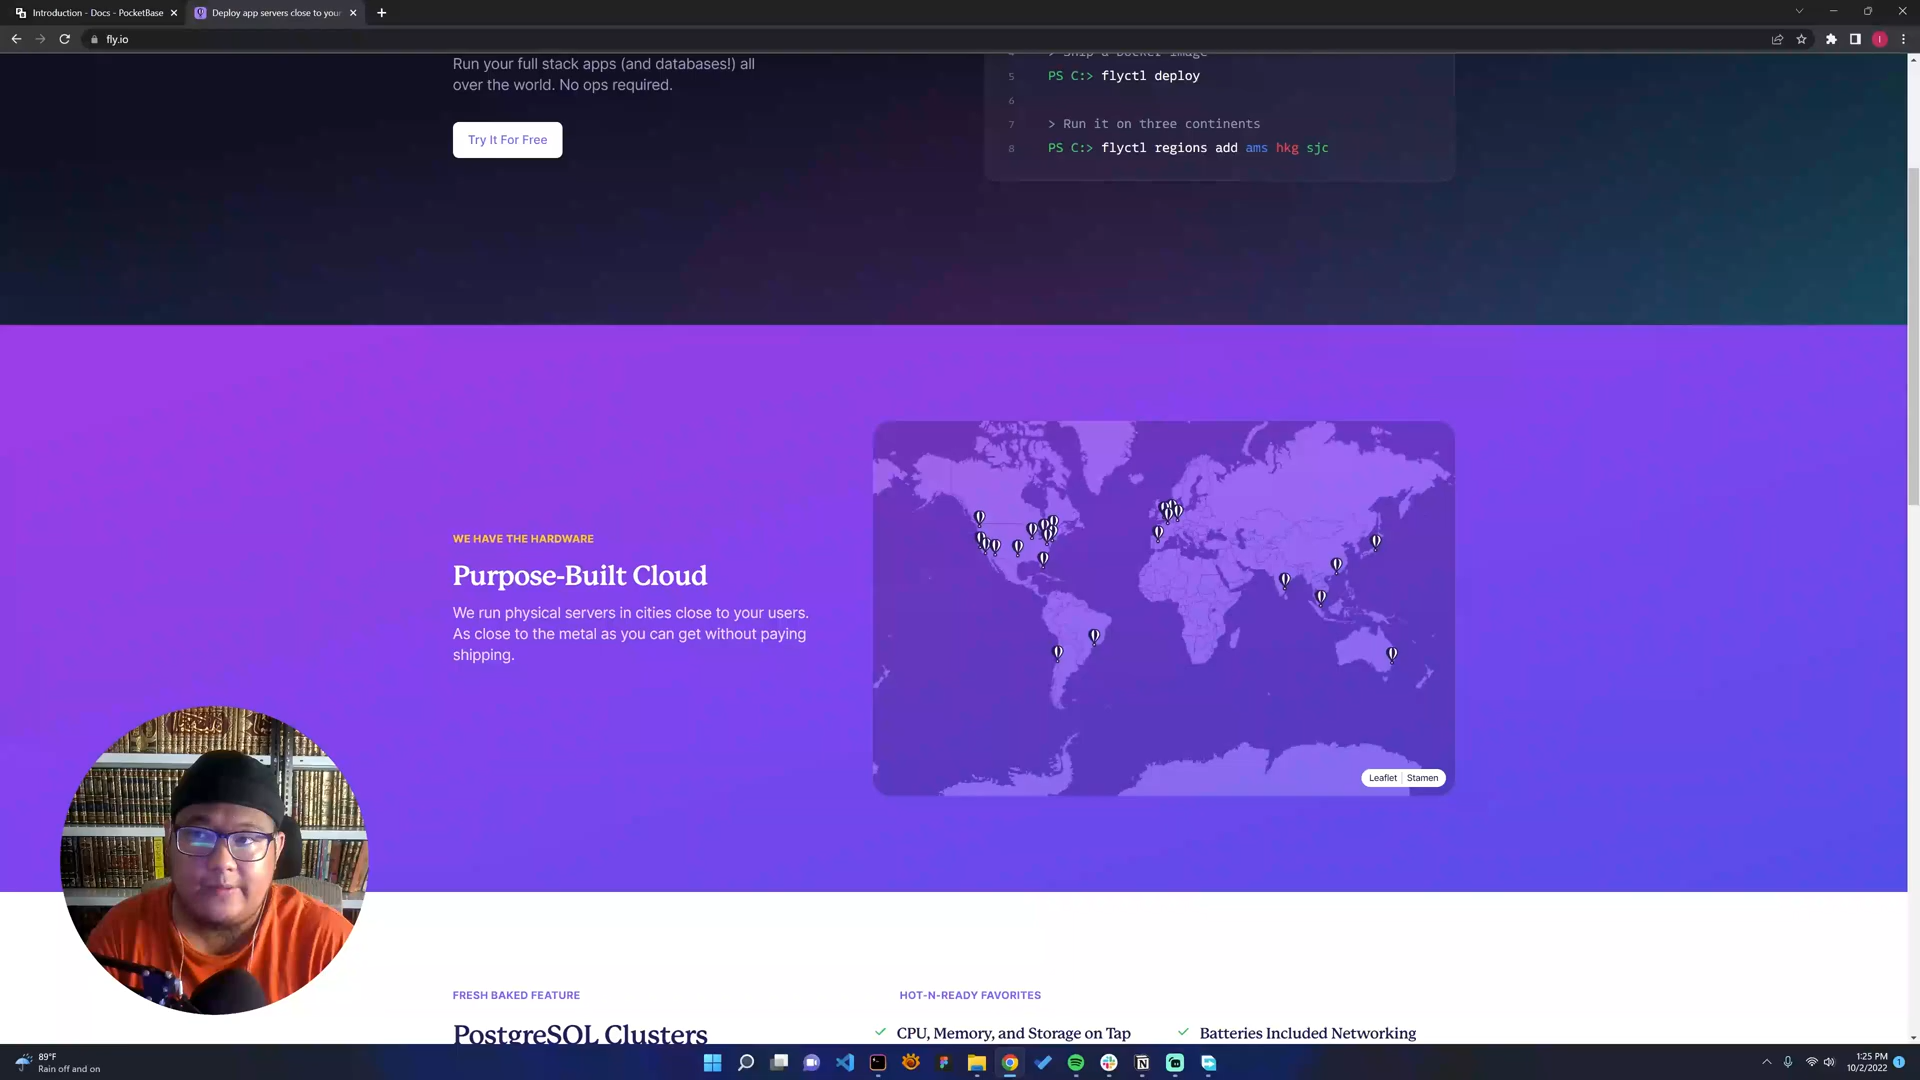 Introduction - Docs - PocketBase
Deploy app servers close to your
fly.io
Run your full stack apps (and databases!) all
over the world. No ops required.
Try It For Free
4 > Ship a Docker image
5 PS C:> flyctl deploy
6
7 > Run it on three continents
8 PS C:> flyctl regions add ams hkg sjc
WE HAVE THE HARDWARE
Purpose-Built Cloud
We run physical servers in cities close to your users.
As close to the metal as you can get without paying
shipping.
Leaflet | Stamen
FRESH BAKED FEATURE
PostgreSQL Clusters
HOT-N-READY FAVORITES
CPU, Memory, and Storage on Tap
Batteries Included Networking
89°F
Rain off and on
1:25 PM
10/2/2022
1